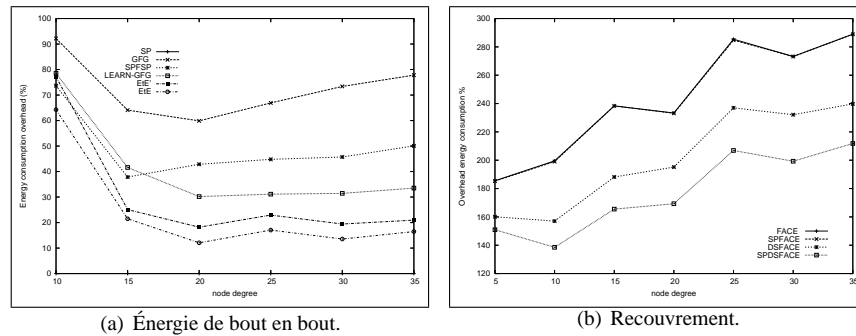 100
90
80
70
60
50
40
30
20
10
0
10 15 20 25 30 35
Energy consumption overhead (%)
node degree
SP
GFG
SPFSP
LEARN-GFG
EtE'
EtE
(a) Énergie de bout en bout.
300
280
260
240
220
200
180
160
140
120
5 10 15 20 25 30 35
Overhead energy consumption %
node degree
FACE
SPFACE
DSFACE
SPDSFACE
(b) Recouvrement.